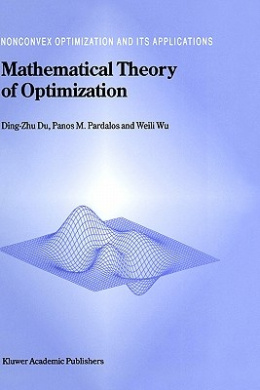 NONCONVEX OPTIMIZATION AND ITS APPLICATIONS
Mathematical Theory
of Optimization
Ding-Zhu Du, Panos M. Pardalos and Weili Wu
Kluwer Academic Publishers